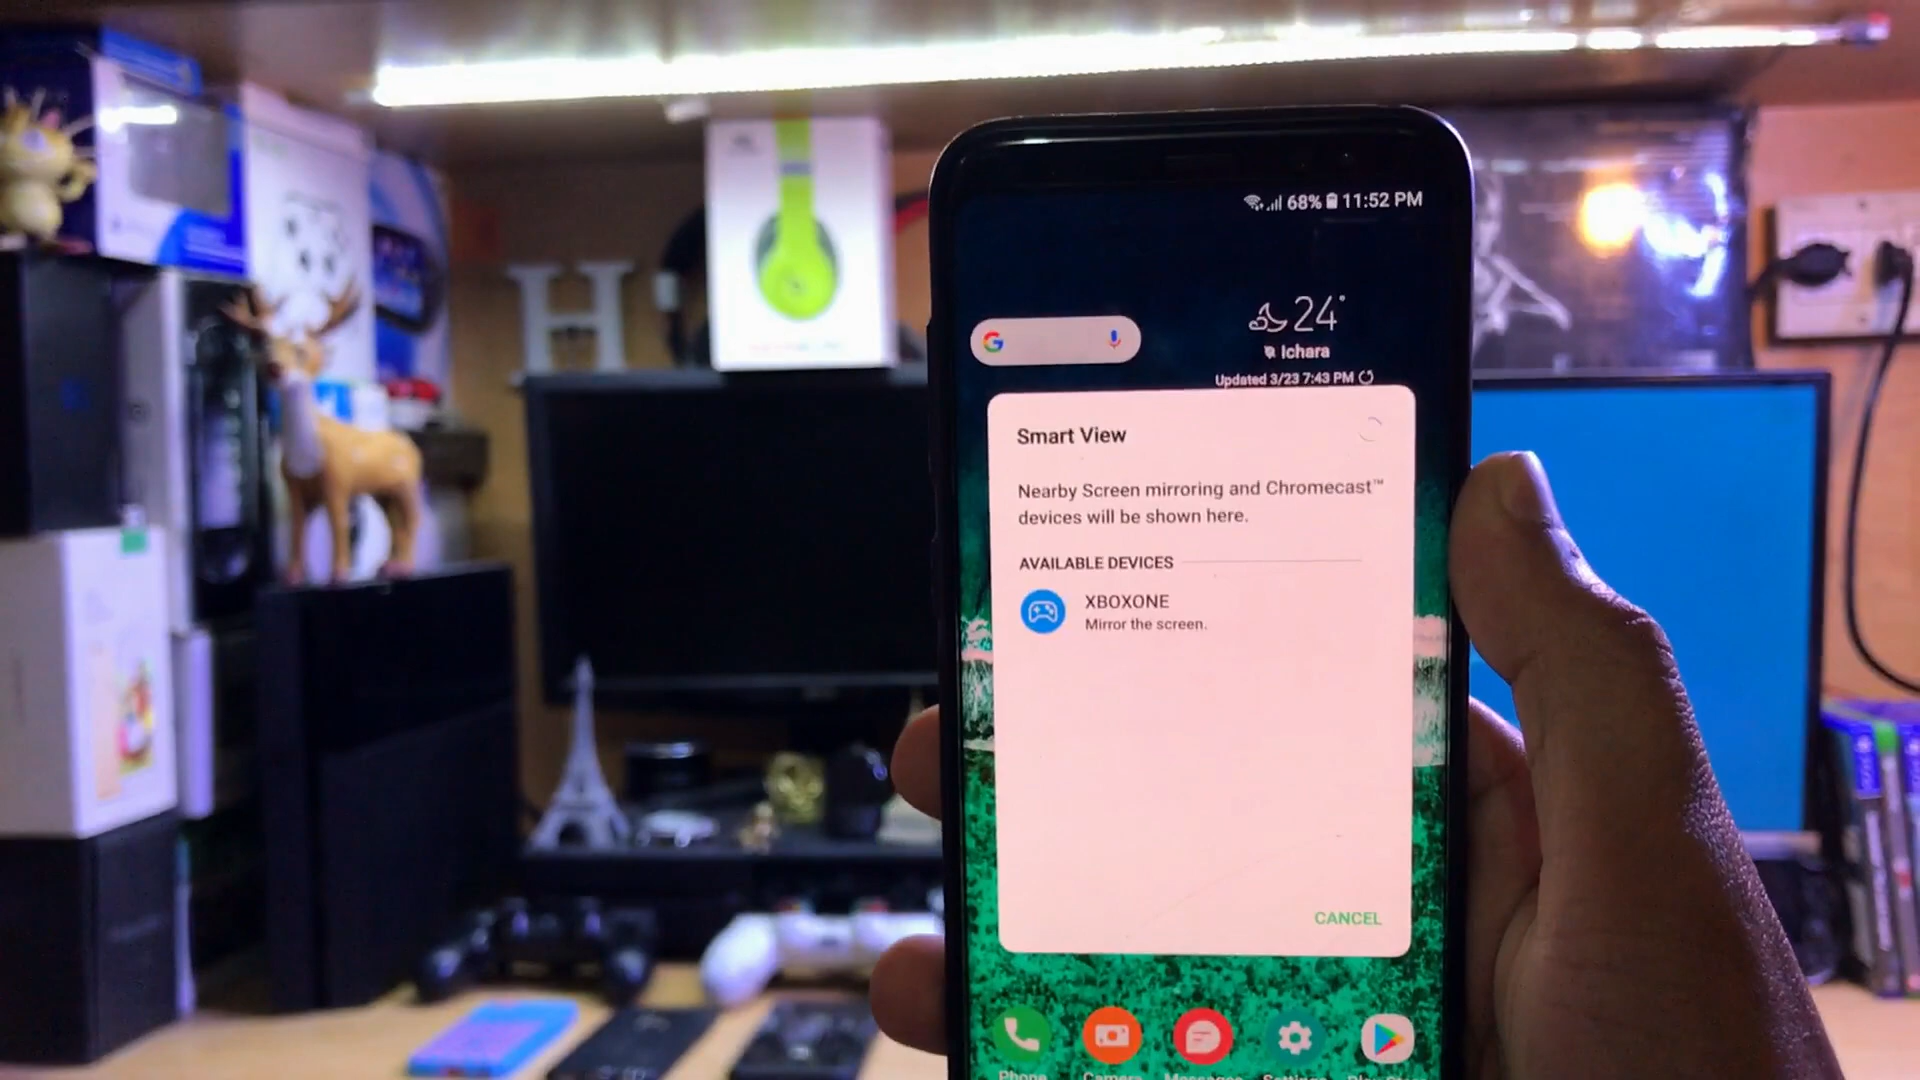 68% 11:52 PM
24°
Ichara
Updated 3/23 7:43 PM
Smart View
Nearby Screen mirroring and Chromecast™
devices will be shown here.
AVAILABLE DEVICES
XBOXONE
Mirror the screen.
CANCEL
Phone Camera Messages Settings Play Store
H